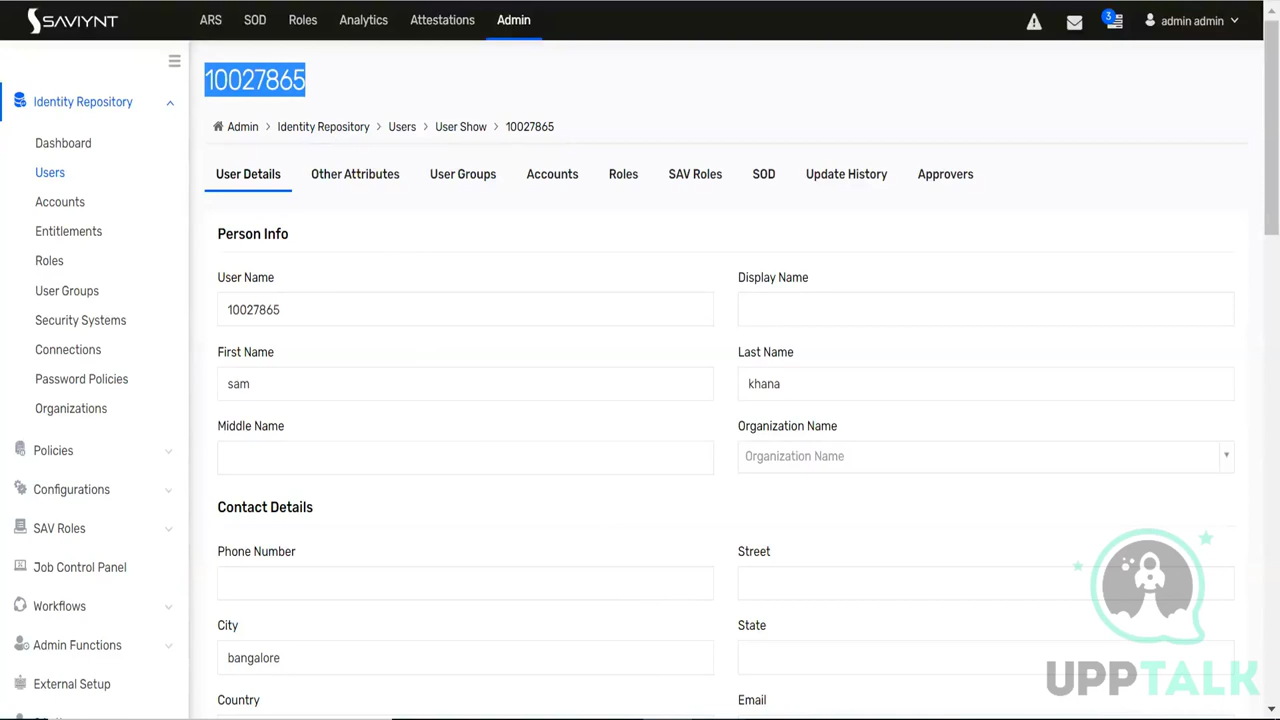 SAVIYNT ARS SOD Roles Analytics Attestations Admin 3 admin admin
10027865
Admin > Identity Repository > Users > User Show > 10027865
Identity Repository
Dashboard
Users
Accounts
Entitlements
Roles
User Groups
Security Systems
Connections
Password Policies
Organizations
Policies
Configurations
SAV Roles
Job Control Panel
Workflows
Admin Functions
External Setup
User Details Other Attributes User Groups Accounts Roles SAV Roles SOD Update History Approvers
Person Info
User Name Display Name
10027865
First Name Last Name
sam khana
Middle Name Organization Name
Organization Name
Contact Details
Phone Number Street
City State
bangalore
Country Email
UPPTALK